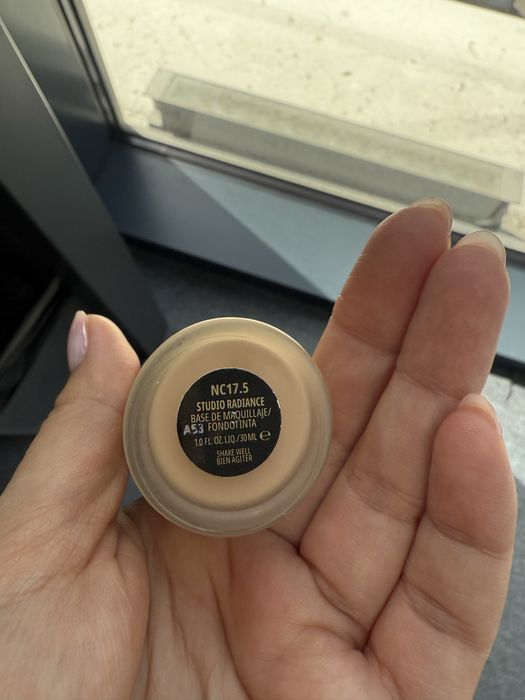 NC17.5
STUDIO RADIANCE
BASE DE MAQUILLAJE/
A53 FONDOTINTA
1.0 FL. OZ. LIQ./30 ML ℮
SHAKE WELL
BIEN AGITER